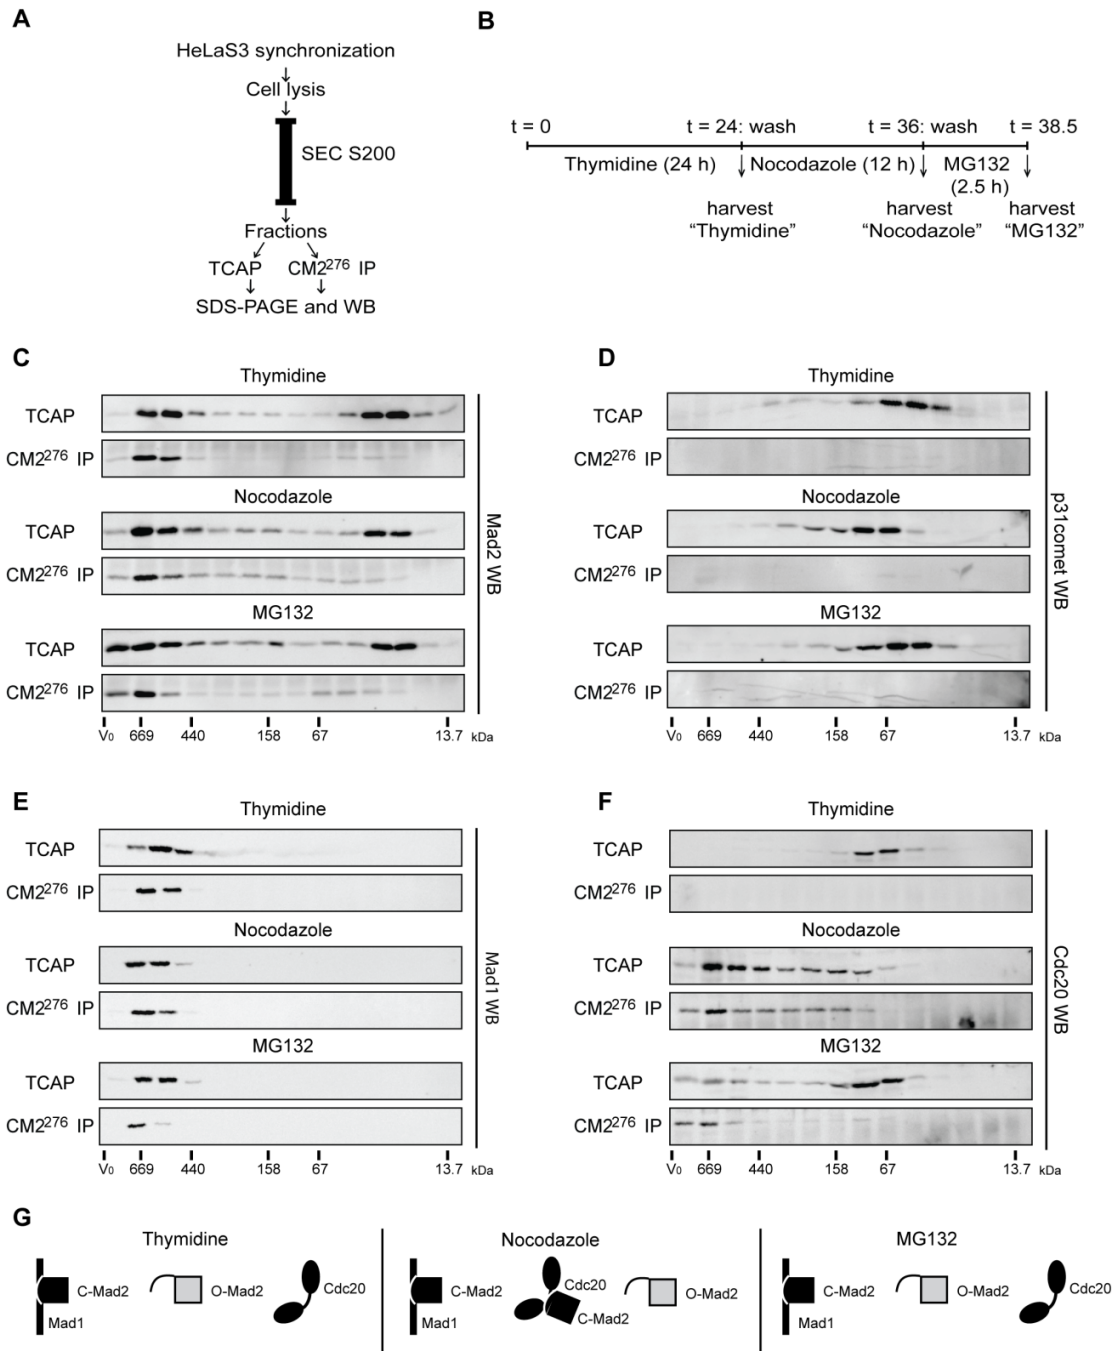 A
HeLaS3 synchronization
Cell lysis
SEC S200
Fractions
TCAP CM2²⁷⁶ IP
SDS-PAGE and WB
B
t = 0 t = 24: wash t = 36: wash t = 38.5
Thymidine (24 h) Nocodazole (12 h) MG132
(2.5 h)
harvest harvest harvest
“Thymidine” “Nocodazole” “MG132”
C
Thymidine
TCAP
CM2²⁷⁶ IP
Nocodazole
TCAP
CM2²⁷⁶ IP
MG132
TCAP
CM2²⁷⁶ IP
V₀ 669 440 158 67 13.7 kDa
Mad2 WB
D
Thymidine
TCAP
CM2²⁷⁶ IP
Nocodazole
TCAP
CM2²⁷⁶ IP
MG132
TCAP
CM2²⁷⁶ IP
V₀ 669 440 158 67 13.7 kDa
p31comet WB
E
Thymidine
TCAP
CM2²⁷⁶ IP
Nocodazole
TCAP
CM2²⁷⁶ IP
MG132
TCAP
CM2²⁷⁶ IP
V₀ 669 440 158 67 13.7 kDa
Mad1 WB
F
Thymidine
TCAP
CM2²⁷⁶ IP
Nocodazole
TCAP
CM2²⁷⁶ IP
MG132
TCAP
CM2²⁷⁶ IP
V₀ 669 440 158 67 13.7 kDa
Cdc20 WB
G
Thymidine
C-Mad2 O-Mad2 Cdc20
Mad1
Nocodazole
Cdc20
C-Mad2 O-Mad2
C-Mad2
Mad1
MG132
C-Mad2 O-Mad2 Cdc20
Mad1